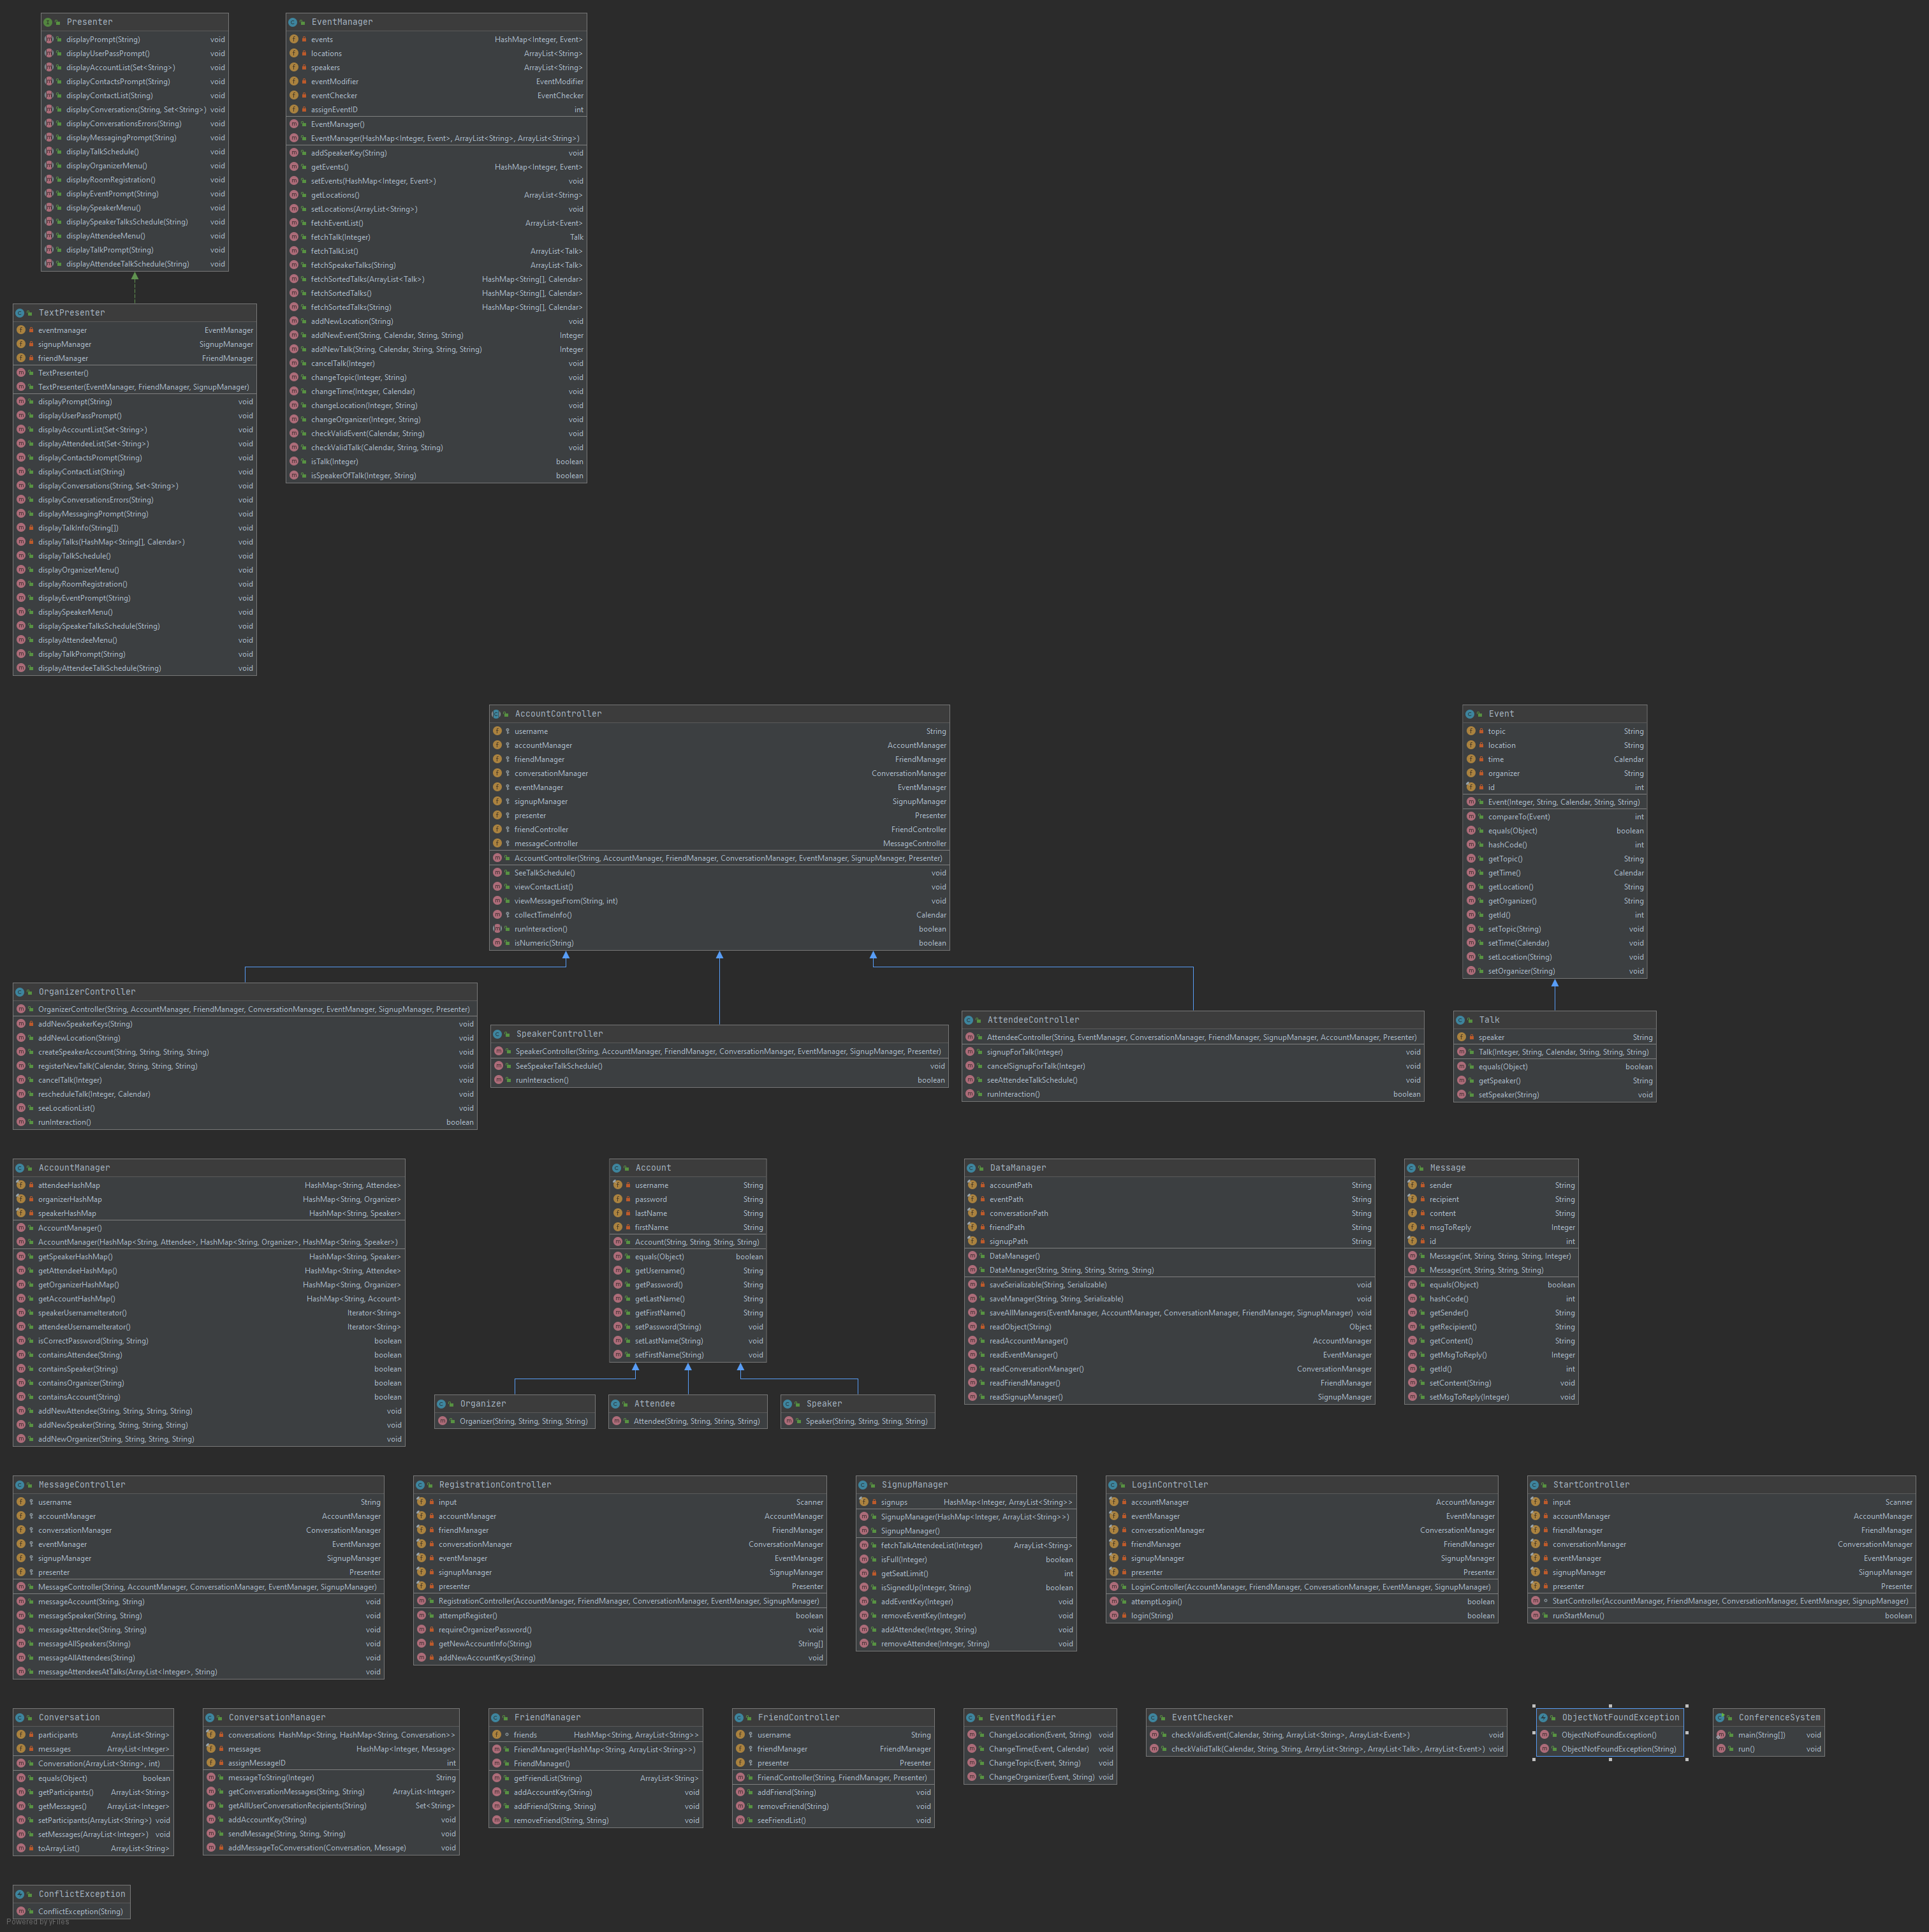 Presenter
displayPrompt(String) void
displayUserPassPrompt() void
displayAccountList(Set<String>) void
displayContactsPrompt(String) void
displayContactList(String) void
displayConversations(String, Set<String>) void
displayConversationsErrors(String) void
displayMessagingPrompt(String) void
displayTalkSchedule() void
displayOrganizerMenu() void
displayRoomRegistration() void
displayEventPrompt(String) void
displaySpeakerMenu() void
displaySpeakerTalksSchedule(String) void
displayAttendeeMenu() void
displayTalkPrompt(String) void
displayAttendeeTalkSchedule(String) void
EventManager
events HashMap<Integer, Event>
locations ArrayList<String>
speakers ArrayList<String>
eventModifier EventModifier
eventChecker EventChecker
assignEventID int
EventManager()
EventManager(HashMap<Integer, Event>, ArrayList<String>, ArrayList<String>)
addSpeakerKey(String) void
getEvents() HashMap<Integer, Event>
setEvents(HashMap<Integer, Event>) void
getLocations() ArrayList<String>
setLocations(ArrayList<String>) void
fetchEventList() ArrayList<Event>
fetchTalk(Integer) Talk
fetchTalkList() ArrayList<Talk>
fetchSpeakerTalks(String) ArrayList<Talk>
fetchSortedTalks(ArrayList<Talk>) HashMap<String[], Calendar>
fetchSortedTalks() HashMap<String[], Calendar>
fetchSortedTalks(String) HashMap<String[], Calendar>
addNewLocation(String) void
addNewEvent(String, Calendar, String, String) Integer
addNewTalk(String, Calendar, String, String, String) Integer
cancelTalk(Integer) void
changeTopic(Integer, String) void
changeTime(Integer, Calendar) void
changeLocation(Integer, String) void
changeOrganizer(Integer, String) void
checkValidEvent(Calendar, String) void
checkValidTalk(Calendar, String, String) void
isTalk(Integer) boolean
isSpeakerOfTalk(Integer, String) boolean
TextPresenter
eventmanager EventManager
signupManager SignupManager
friendManager FriendManager
TextPresenter()
TextPresenter(EventManager, FriendManager, SignupManager)
displayPrompt(String) void
displayUserPassPrompt() void
displayAccountList(Set<String>) void
displayAttendeeList(Set<String>) void
displayContactsPrompt(String) void
displayContactList(String) void
displayConversations(String, Set<String>) void
displayConversationsErrors(String) void
displayMessagingPrompt(String) void
displayTalkInfo(String[]) void
displayTalks(HashMap<String[], Calendar>) void
displayTalkSchedule() void
displayOrganizerMenu() void
displayRoomRegistration() void
displayEventPrompt(String) void
displaySpeakerMenu() void
displaySpeakerTalksSchedule(String) void
displayAttendeeMenu() void
displayTalkPrompt(String) void
displayAttendeeTalkSchedule(String) void
AccountController
username String
accountManager AccountManager
friendManager FriendManager
conversationManager ConversationManager
eventManager EventManager
signupManager SignupManager
presenter Presenter
friendController FriendController
messageController MessageController
AccountController(String, AccountManager, FriendManager, ConversationManager, EventManager, SignupManager, Presenter)
SeeTalkSchedule() void
viewContactList() void
viewMessagesFrom(String, int) void
collectTimeInfo() Calendar
runInteraction() boolean
isNumeric(String) boolean
Event
topic String
location String
time Calendar
organizer String
id int
Event(Integer, String, Calendar, String, String)
compareTo(Event) int
equals(Object) boolean
hashCode() int
getTopic() String
getTime() Calendar
getLocation() String
getOrganizer() String
getId() int
setTopic(String) void
setTime(Calendar) void
setLocation(String) void
setOrganizer(String) void
OrganizerController
OrganizerController(String, AccountManager, FriendManager, ConversationManager, EventManager, SignupManager, Presenter)
addNewSpeakerKeys(String) void
addNewLocation(String) void
createSpeakerAccount(String, String, String, String) void
registerNewTalk(Calendar, String, String, String) void
cancelTalk(Integer) void
rescheduleTalk(Integer, Calendar) void
seeLocationList() void
runInteraction() boolean
SpeakerController
SpeakerController(String, AccountManager, FriendManager, ConversationManager, EventManager, SignupManager, Presenter)
SeeSpeakerTalkSchedule() void
runInteraction() boolean
AttendeeController
AttendeeController(String, EventManager, ConversationManager, FriendManager, SignupManager, AccountManager, Presenter)
signupForTalk(Integer) void
cancelSignupForTalk(Integer) void
seeAttendeeTalkSchedule() void
runInteraction() boolean
Talk
speaker String
Talk(Integer, String, Calendar, String, String, String)
equals(Object) boolean
getSpeaker() String
setSpeaker(String) void
AccountManager
attendeeHashMap HashMap<String, Attendee>
organizerHashMap HashMap<String, Organizer>
speakerHashMap HashMap<String, Speaker>
AccountManager()
AccountManager(HashMap<String, Attendee>, HashMap<String, Organizer>, HashMap<String, Speaker>)
getSpeakerHashMap() HashMap<String, Speaker>
getAttendeeHashMap() HashMap<String, Attendee>
getOrganizerHashMap() HashMap<String, Organizer>
getAccountHashMap() HashMap<String, Account>
speakerUsernameIterator() Iterator<String>
attendeeUsernameIterator() Iterator<String>
isCorrectPassword(String, String) boolean
containsAttendee(String) boolean
containsSpeaker(String) boolean
containsOrganizer(String) boolean
containsAccount(String) boolean
addNewAttendee(String, String, String, String) void
addNewSpeaker(String, String, String, String) void
addNewOrganizer(String, String, String, String) void
Account
username String
password String
lastName String
firstName String
Account(String, String, String, String)
equals(Object) boolean
getUsername() String
getPassword() String
getLastName() String
getFirstName() String
setPassword(String) void
setLastName(String) void
setFirstName(String) void
Organizer
Organizer(String, String, String, String)
Attendee
Attendee(String, String, String, String)
Speaker
Speaker(String, String, String, String)
DataManager
accountPath String
eventPath String
conversationPath String
friendPath String
signupPath String
DataManager()
DataManager(String, String, String, String, String)
saveSerializable(String, Serializable) void
saveManager(String, String, Serializable) void
saveAllManagers(EventManager, AccountManager, ConversationManager, FriendManager, SignupManager) void
readObject(String) Object
readAccountManager() AccountManager
readEventManager() EventManager
readConversationManager() ConversationManager
readFriendManager() FriendManager
readSignupManager() SignupManager
Message
sender String
recipient String
content String
msgToReply Integer
id int
Message(int, String, String, String, Integer)
Message(int, String, String, String)
equals(Object) boolean
hashCode() int
getSender() String
getRecipient() String
getContent() String
getMsgToReply() Integer
getId() int
setContent(String) void
setMsgToReply(Integer) void
MessageController
username String
accountManager AccountManager
conversationManager ConversationManager
eventManager EventManager
signupManager SignupManager
presenter Presenter
MessageController(String, AccountManager, ConversationManager, EventManager, SignupManager)
messageAccount(String, String) void
messageSpeaker(String, String) void
messageAttendee(String, String) void
messageAllSpeakers(String) void
messageAllAttendees(String) void
messageAttendeesAtTalks(ArrayList<Integer>, String) void
RegistrationController
input Scanner
accountManager AccountManager
friendManager FriendManager
conversationManager ConversationManager
eventManager EventManager
signupManager SignupManager
presenter Presenter
RegistrationController(AccountManager, FriendManager, ConversationManager, EventManager, SignupManager)
attemptRegister() boolean
requireOrganizerPassword() void
getNewAccountInfo(String) String[]
addNewAccountKeys(String) void
SignupManager
signups HashMap<Integer, ArrayList<String>>
SignupManager(HashMap<Integer, ArrayList<String>>)
SignupManager()
fetchTalkAttendeeList(Integer) ArrayList<String>
isFull(Integer) boolean
getSeatLimit() int
isSignedUp(Integer, String) boolean
addEventKey(Integer) void
removeEventKey(Integer) void
addAttendee(Integer, String) void
removeAttendee(Integer, String) void
LoginController
accountManager AccountManager
eventManager EventManager
conversationManager ConversationManager
friendManager FriendManager
signupManager SignupManager
presenter Presenter
LoginController(AccountManager, FriendManager, ConversationManager, EventManager, SignupManager)
attemptLogin() boolean
login(String) boolean
StartController
input Scanner
accountManager AccountManager
friendManager FriendManager
conversationManager ConversationManager
eventManager EventManager
signupManager SignupManager
presenter Presenter
StartController(AccountManager, FriendManager, ConversationManager, EventManager, SignupManager)
runStartMenu() boolean
Conversation
participants ArrayList<String>
messages ArrayList<Integer>
Conversation(ArrayList<String>, int)
equals(Object) boolean
getParticipants() ArrayList<String>
getMessages() ArrayList<Integer>
setParticipants(ArrayList<String>) void
setMessages(ArrayList<Integer>) void
toArrayList() ArrayList<String>
ConversationManager
conversations HashMap<String, HashMap<String, Conversation>>
messages HashMap<Integer, Message>
assignMessageID int
messageToString(Integer) String
getConversationMessages(String, String) ArrayList<Integer>
getAllUserConversationRecipients(String) Set<String>
addAccountKey(String) void
sendMessage(String, String, String) void
addMessageToConversation(Conversation, Message) void
FriendManager
friends HashMap<String, ArrayList<String>>
FriendManager(HashMap<String, ArrayList<String>>)
FriendManager()
getFriendList(String) ArrayList<String>
addAccountKey(String) void
addFriend(String, String) void
removeFriend(String, String) void
FriendController
username String
friendManager FriendManager
presenter Presenter
FriendController(String, FriendManager, Presenter)
addFriend(String) void
removeFriend(String) void
seeFriendList() void
EventModifier
ChangeLocation(Event, String) void
ChangeTime(Event, Calendar) void
ChangeTopic(Event, String) void
ChangeOrganizer(Event, String) void
EventChecker
checkValidEvent(Calendar, String, ArrayList<String>, ArrayList<Event>) void
checkValidTalk(Calendar, String, String, ArrayList<String>, ArrayList<Talk>, ArrayList<Event>) void
ObjectNotFoundException
ObjectNotFoundException()
ObjectNotFoundException(String)
ConferenceSystem
main(String[]) void
run() void
ConflictException
ConflictException(String)
Powered by yFiles